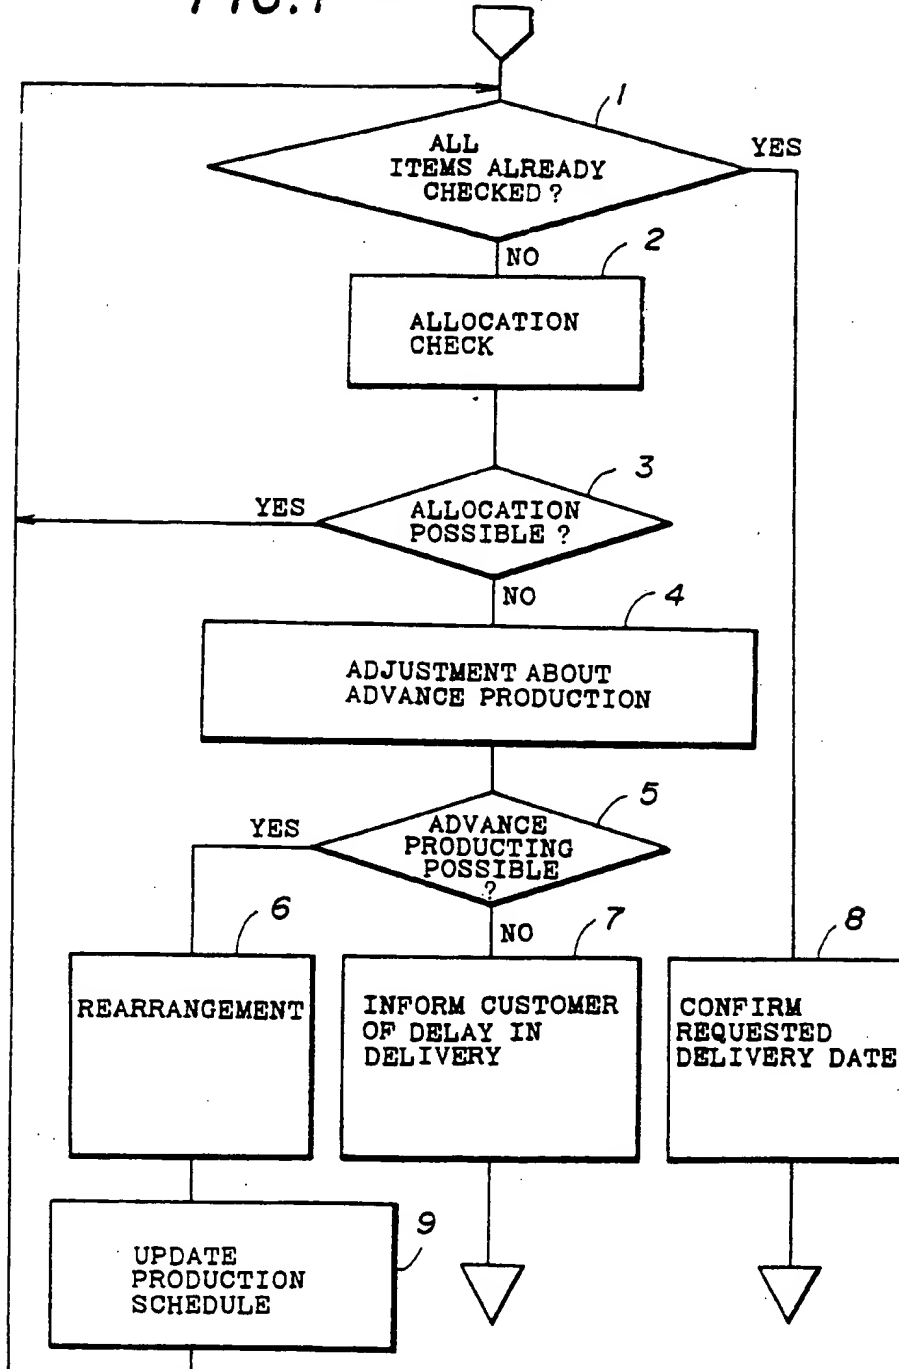 FIG. 1
1
ALL
ITEMS ALREADY
CHECKED ?
YES
NO
2
ALLOCATION
CHECK
3
YES
ALLOCATION
POSSIBLE ?
NO
4
ADJUSTMENT ABOUT
ADVANCE PRODUCTION
5
YES
ADVANCE
PRODUCTING
POSSIBLE
?
NO
6
7
8
REARRANGEMENT
INFORM CUSTOMER
OF DELAY IN
DELIVERY
CONFIRM
REQUESTED
DELIVERY DATE
9
UPDATE
PRODUCTION
SCHEDULE